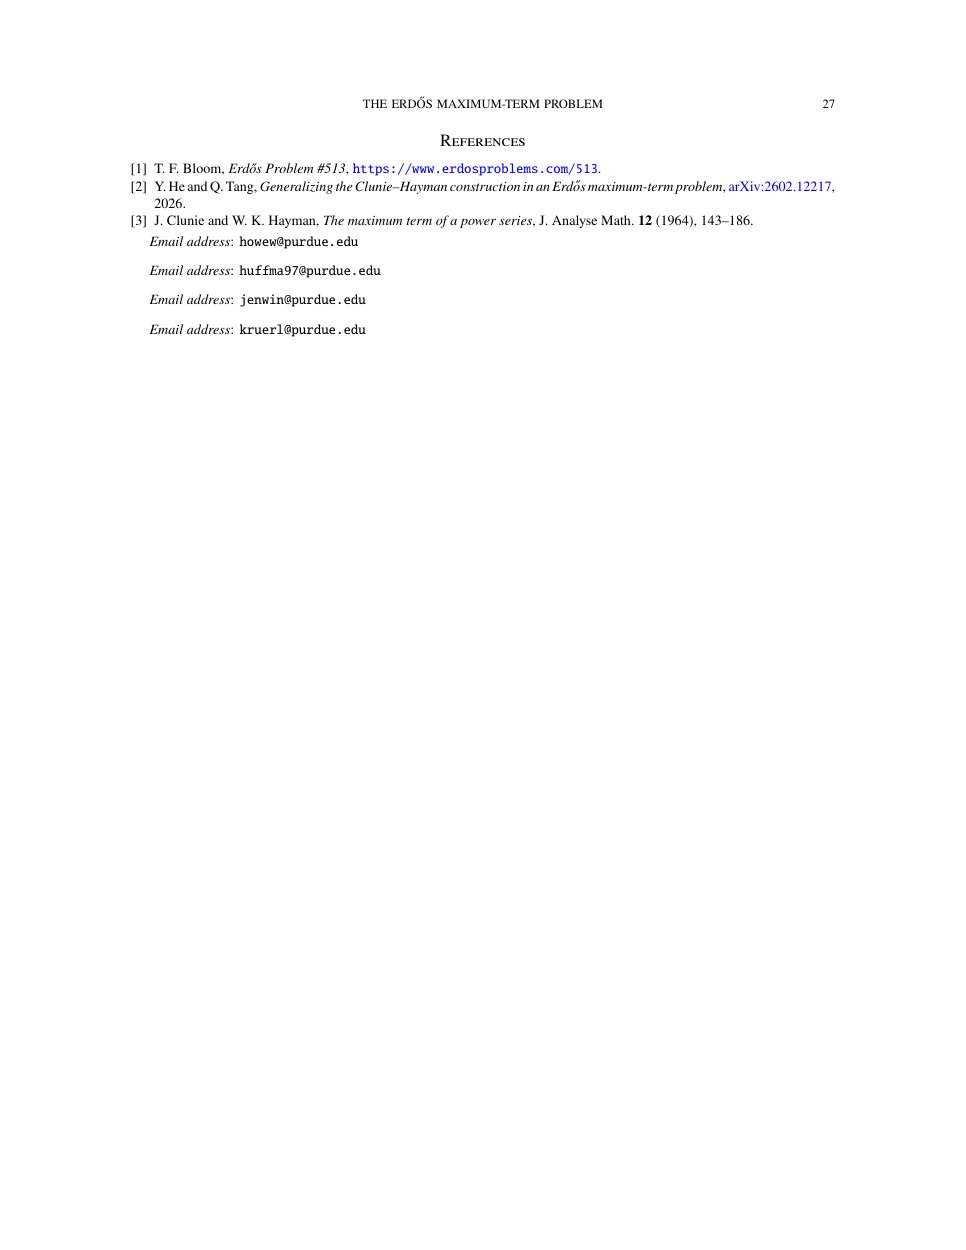 THE ERDŐS MAXIMUM-TERM PROBLEM 27
References
[1] T. F. Bloom, Erdős Problem #513, https://www.erdosproblems.com/513.
[2] Y. He and Q. Tang, Generalizing the Clunie–Hayman construction in an Erdős maximum-term problem, arXiv:2602.12217,
2026.
[3] J. Clunie and W. K. Hayman, The maximum term of a power series, J. Analyse Math. 12 (1964), 143–186.
Email address: howew@purdue.edu
Email address: huffma97@purdue.edu
Email address: jenwin@purdue.edu
Email address: kruerl@purdue.edu